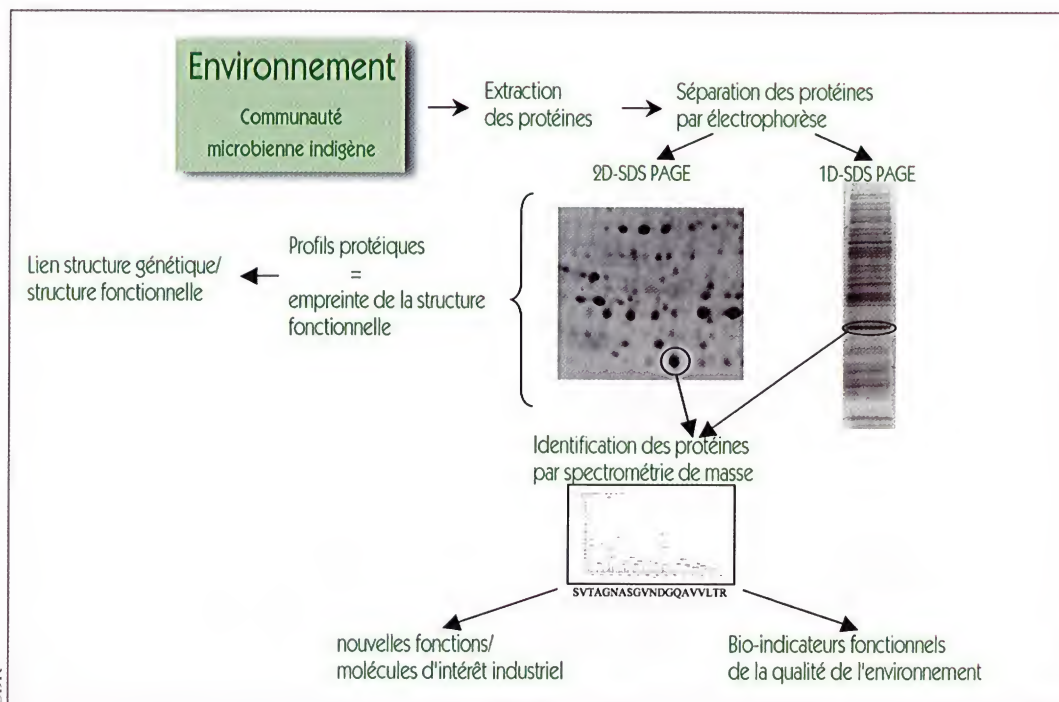 Environnement
Communauté
microbienne indigène
Extraction
des protéines
Séparation des protéines
par électrophorèse
2D-SDS PAGE
1D-SDS PAGE
Lien structure génétique/
structure fonctionnelle
Profils protéiques
=
empreinte de la structure
fonctionnelle
Identification des protéines
par spectrométrie de masse
SVTAGNASGVNDGQAVVLTR
nouvelles fonctions/
molécules d'intérêt industriel
Bio-indicateurs fonctionnels
de la qualité de l'environnement